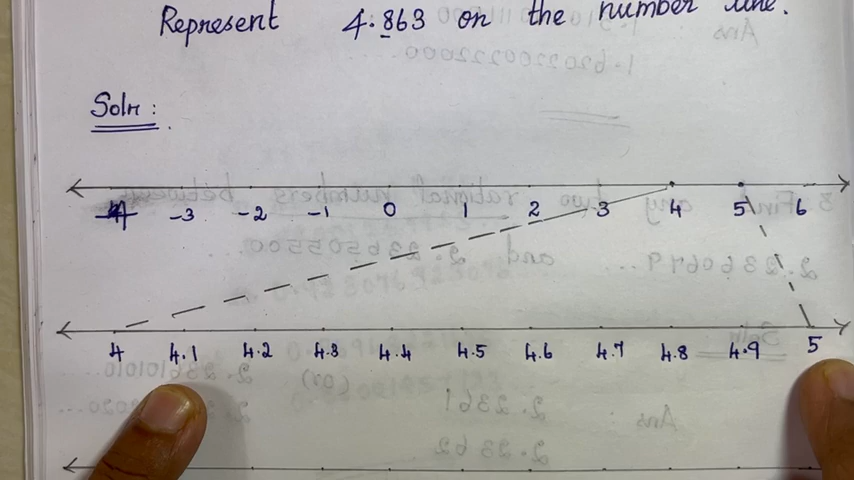 Represent 4.863 on the number line.
Soln :
-3 -2 -1 0 1 2 3 4 5 6
4 4.1 4.2 4.3 4.4 4.5 4.6 4.7 4.8 4.9 5